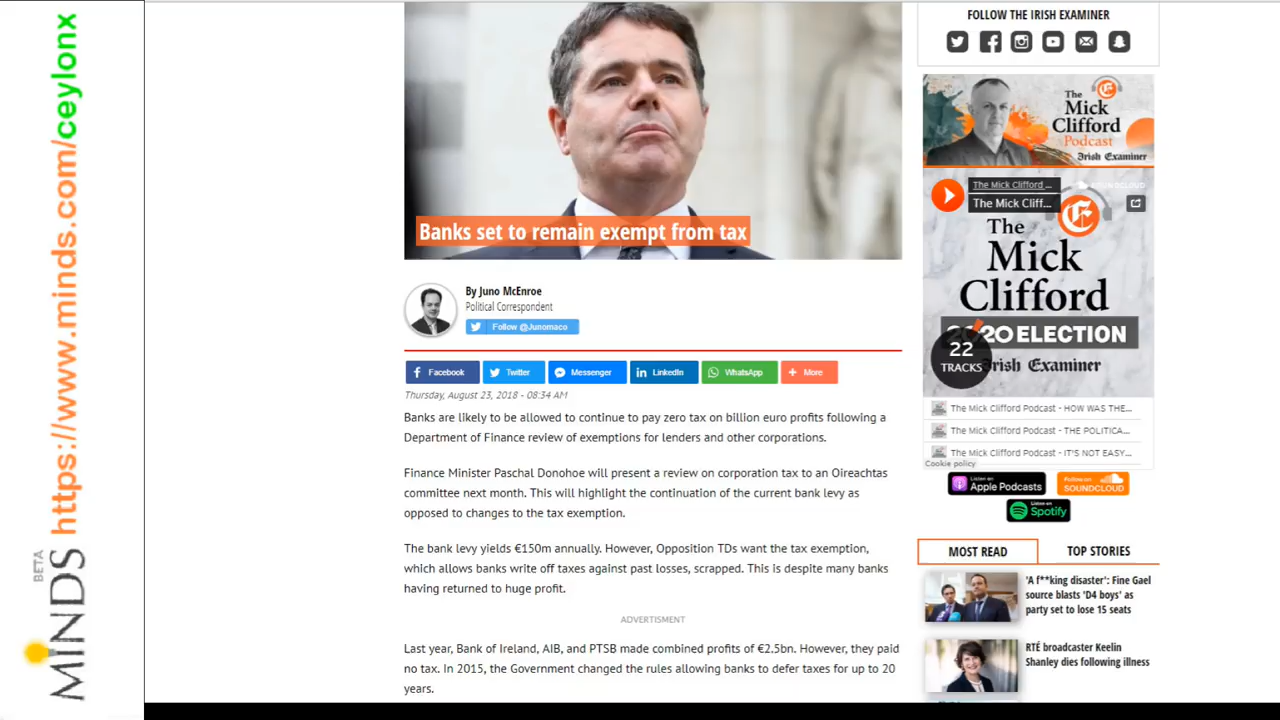 https://www.minds.com/ceylonx
BETA
MINDS
Banks set to remain exempt from tax
By Juno McEnroe
Political Correspondent
Follow @Junomaco
Facebook
Twitter
Messenger
LinkedIn
WhatsApp
More
Thursday, August 23, 2018 - 08:34 AM
Banks are likely to be allowed to continue to pay zero tax on billion euro profits following a
Department of Finance review of exemptions for lenders and other corporations.
Finance Minister Paschal Donohoe will present a review on corporation tax to an Oireachtas
committee next month. This will highlight the continuation of the current bank levy as
opposed to changes to the tax exemption.
The bank levy yields €150m annually. However, Opposition TDs want the tax exemption,
which allows banks write off taxes against past losses, scrapped. This is despite many banks
having returned to huge profit.
ADVERTISMENT
Last year, Bank of Ireland, AIB, and PTSB made combined profits of €2.5bn. However, they paid
no tax. In 2015, the Government changed the rules allowing banks to defer taxes for up to 20
years.
FOLLOW THE IRISH EXAMINER
The
Mick
Clifford
Podcast
Irish Examiner
The Mick Clifford ...
SOUNDCLOUD
The Mick Cliff...
The
Mick
Clifford
2020 ELECTION
22
TRACKS
Irish Examiner
The Mick Clifford Podcast - HOW WAS THE...
The Mick Clifford Podcast - THE POLITICA...
The Mick Clifford Podcast - IT'S NOT EASY...
Cookie policy
Listen on
Apple Podcasts
Follow on
SOUNDCLOUD
Listen on
Spotify
MOST READ
TOP STORIES
'A f**king disaster': Fine Gael
source blasts 'D4 boys' as
party set to lose 15 seats
RTÉ broadcaster Keelin
Shanley dies following illness